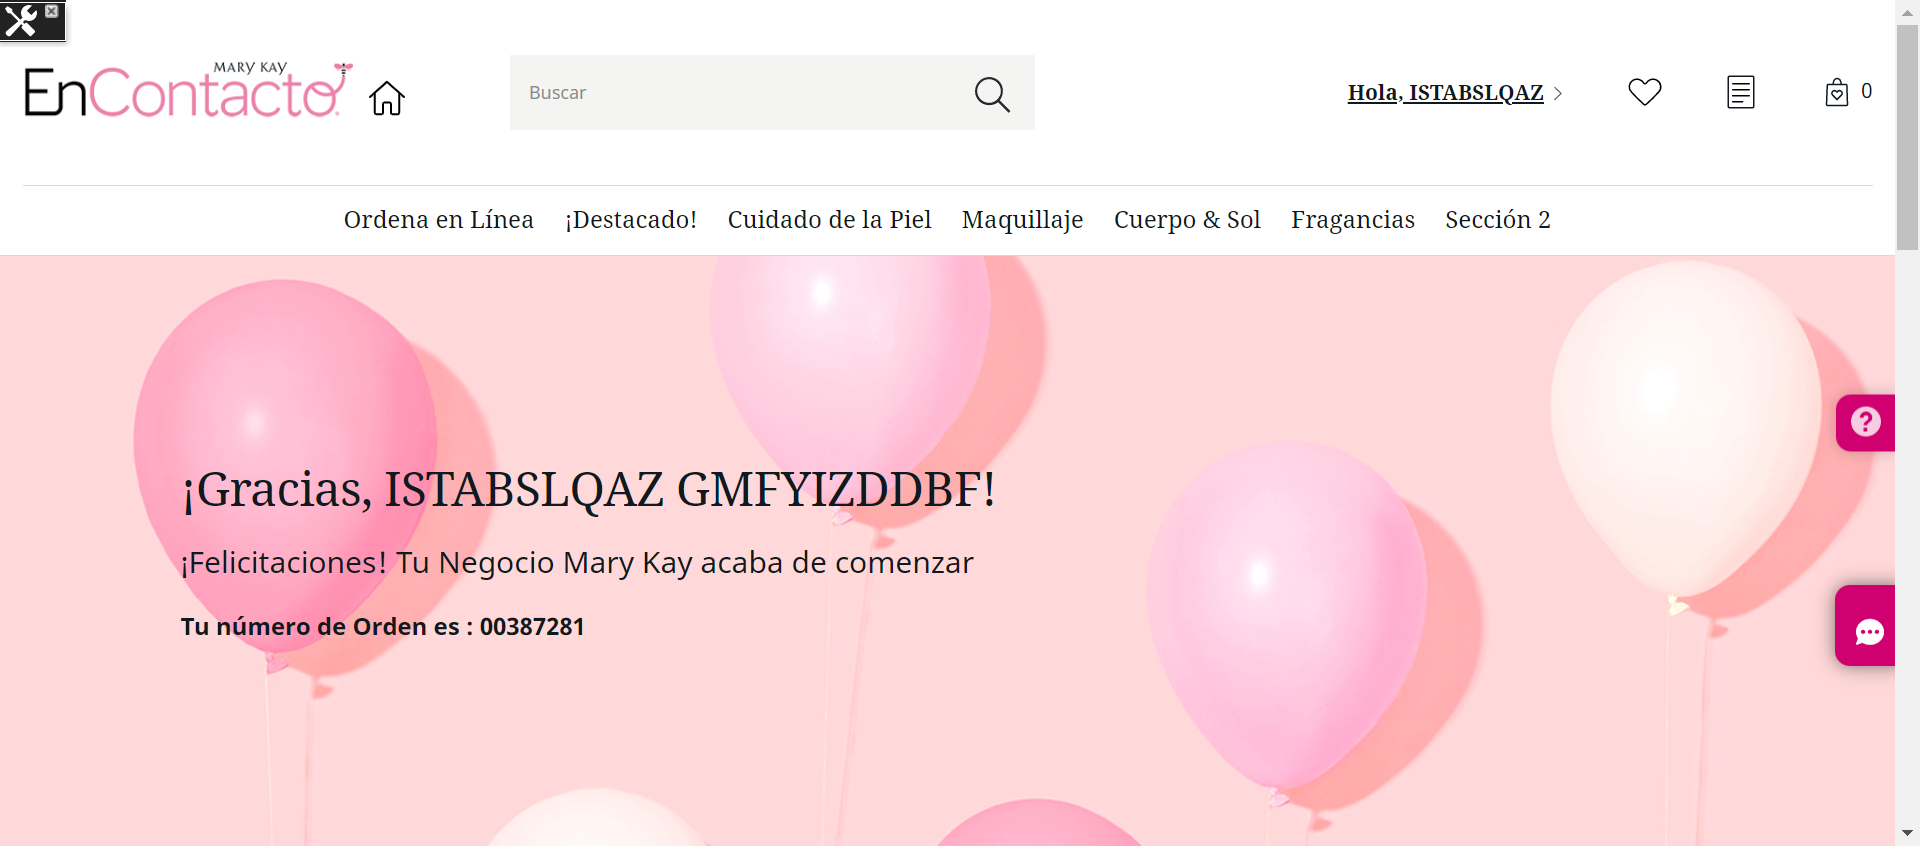 MARY KAY
EnContacto
Buscar
Hola, ISTABSLQAZ
0
Ordena en Línea ¡Destacado! Cuidado de la Piel Maquillaje Cuerpo & Sol Fragancias Sección 2
¡Gracias, ISTABSLQAZ GMFYIZDDBF!
¡Felicitaciones! Tu Negocio Mary Kay acaba de comenzar
Tu número de Orden es : 00387281
?